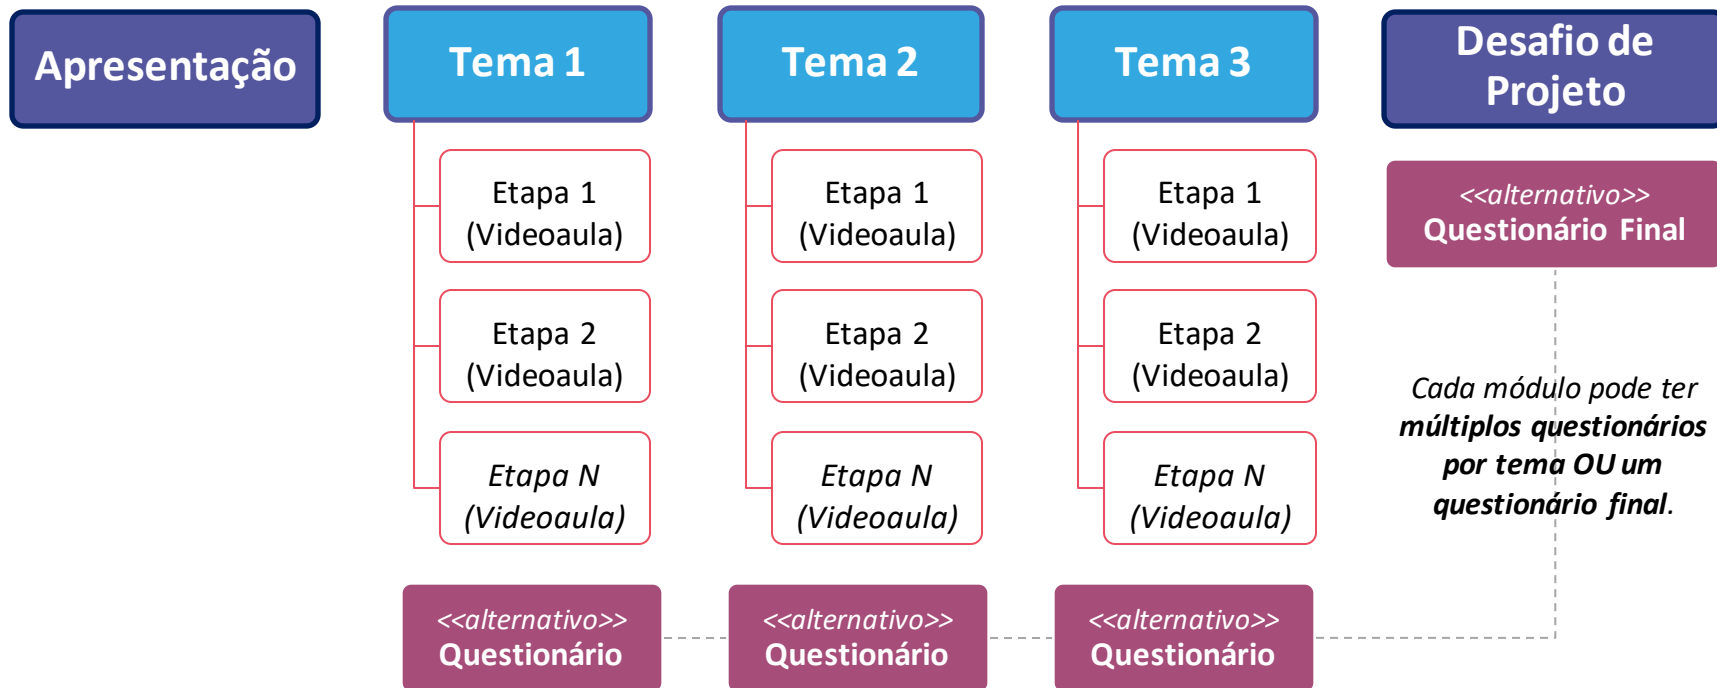 Apresentação
Tema 1
Etapa 1
(Videoaula)
Etapa 2
(Videoaula)
Etapa N
(Videoaula)
<<alternativo>>
Questionário
Tema 2
Etapa 1
(Videoaula)
Etapa 2
(Videoaula)
Etapa N
(Videoaula)
<<alternativo>>
Questionário
Tema 3
Etapa 1
(Videoaula)
Etapa 2
(Videoaula)
Etapa N
(Videoaula)
<<alternativo>>
Questionário
Desafio de
Projeto
<<alternativo>>
Questionário Final
Cada módulo pode ter
múltiplos questionários
por tema OU um
questionário final.